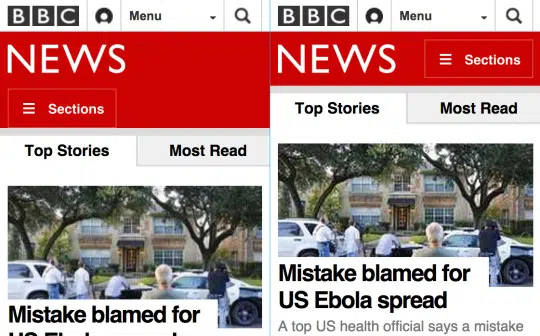 BBC Menu
NEWS
Sections
Top Stories Most Read
Mistake blamed for
BBC Menu
NEWS Sections
Top Stories Most Read
Mistake blamed for
US Ebola spread
A top US health official says a mistake